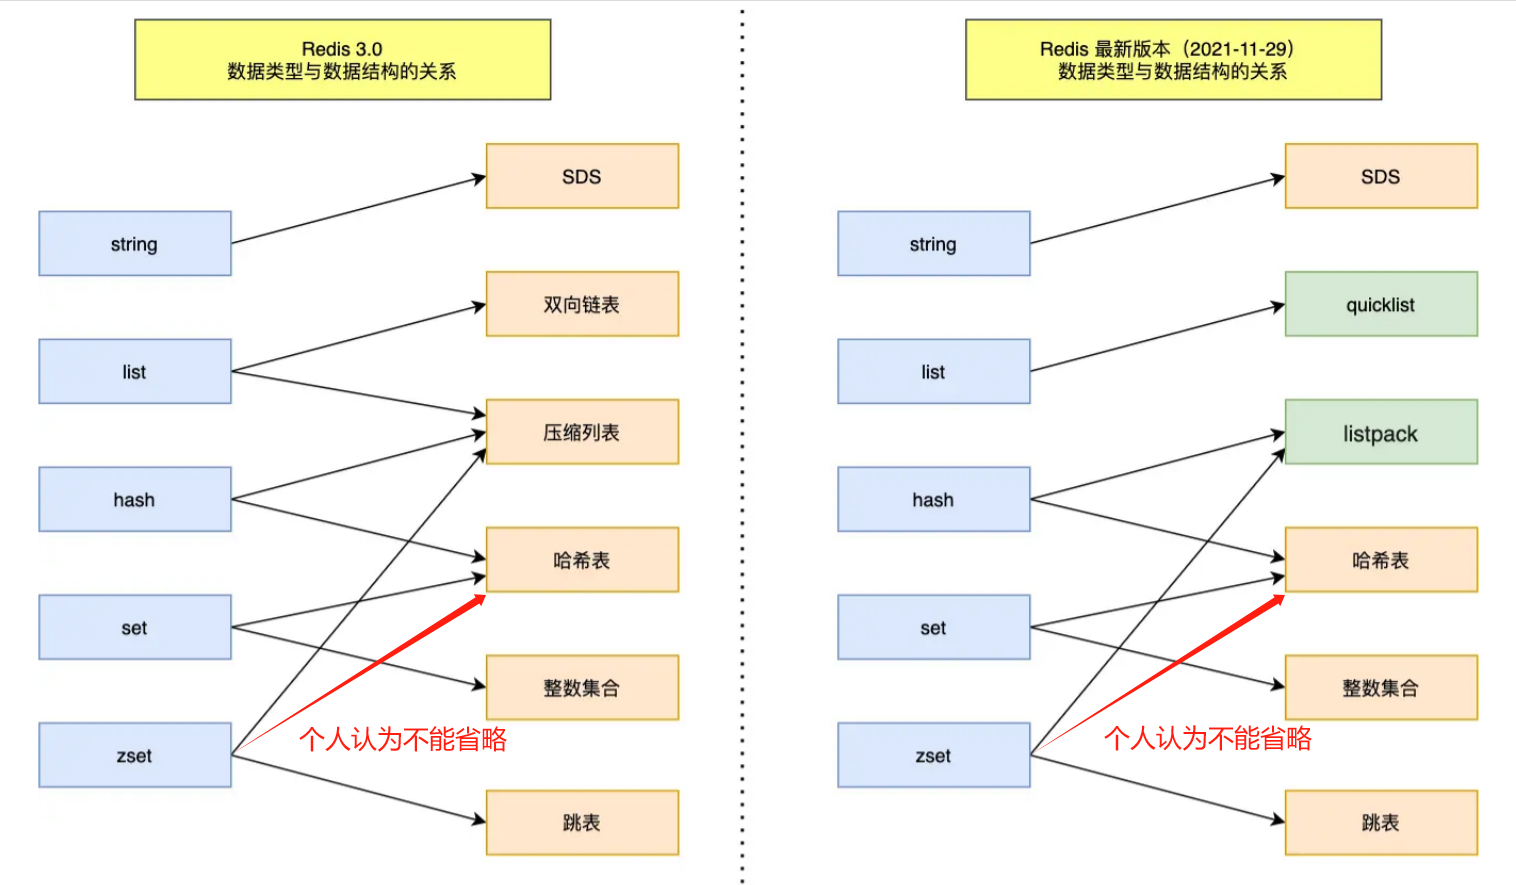 Redis 3.0
数据类型与数据结构的关系
SDS
string
双向链表
list
压缩列表
hash
哈希表
set
整数集合
个人认为不能省略
zset
跳表
Redis 最新版本（2021-11-29）
数据类型与数据结构的关系
SDS
string
quicklist
list
listpack
hash
哈希表
set
整数集合
个人认为不能省略
zset
跳表